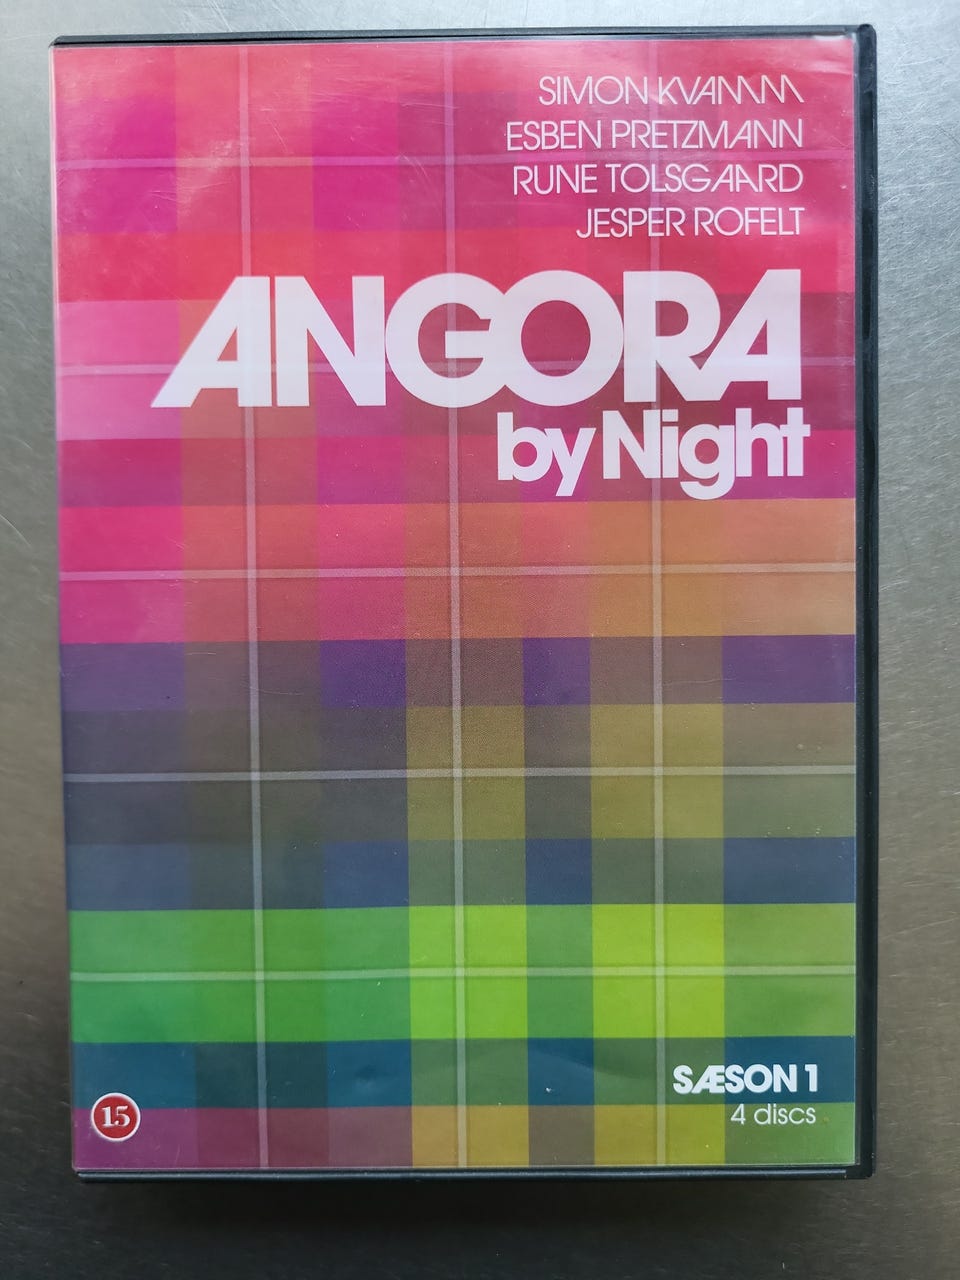 SIMON KVAMM
ESBEN PRETZMANN
RUNE TOLSGAARD
JESPER ROFELT
ANGORA
by Night
SÆSON 1
4 discs
15